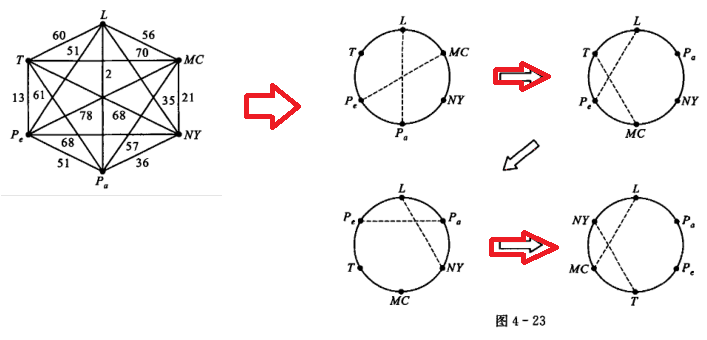 L
60
56
51
70
T
MC
2
13
61
35
21
78
68
Pe
NY
68
57
51
36
Pa
L
T
MC
Pe
NY
Pa
L
T
Pa
Pe
NY
MC
L
Pe
Pa
T
NY
MC
L
NY
Pa
MC
Pe
T
图 4-23